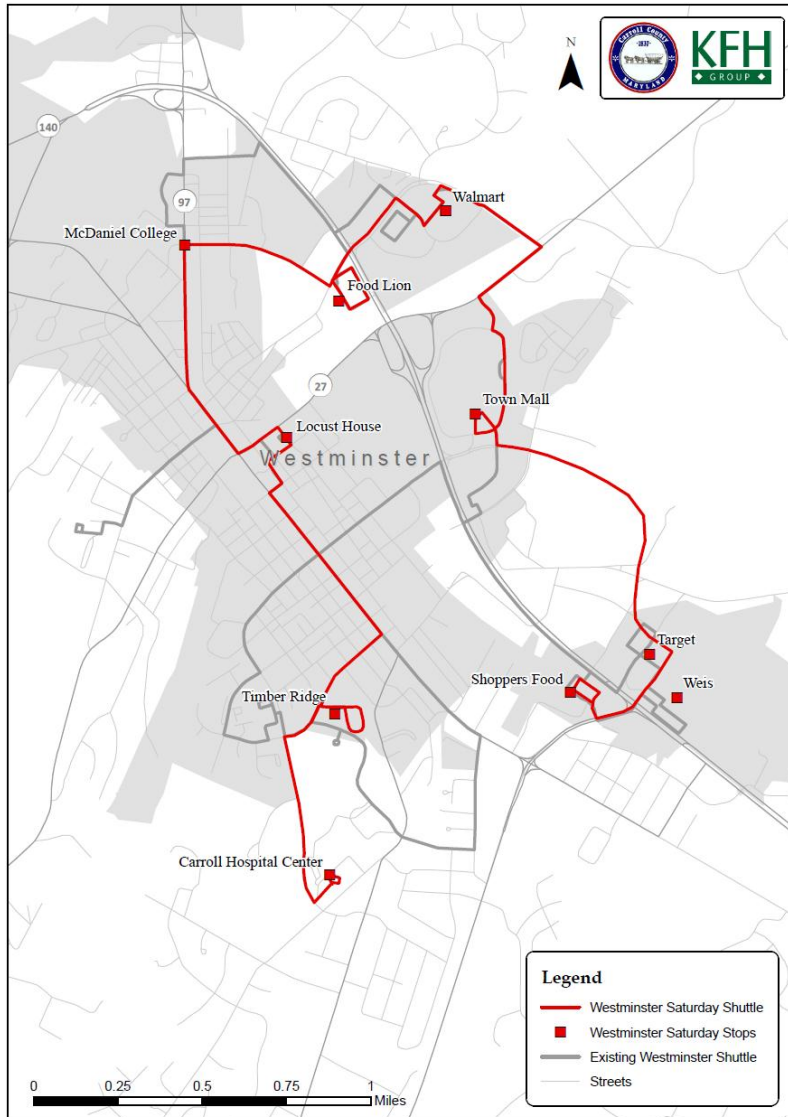 N
Carroll County
1837
MARYLAND
KFH
GROUP
140
97
Walmart
McDaniel College
Food Lion
27
Town Mall
Locust House
Westminster
Target
Shoppers Food
Weis
Timber Ridge
Carroll Hospital Center
Legend
Westminster Saturday Shuttle
Westminster Saturday Stops
Existing Westminster Shuttle
Streets
0 0.25 0.5 0.75 1
Miles